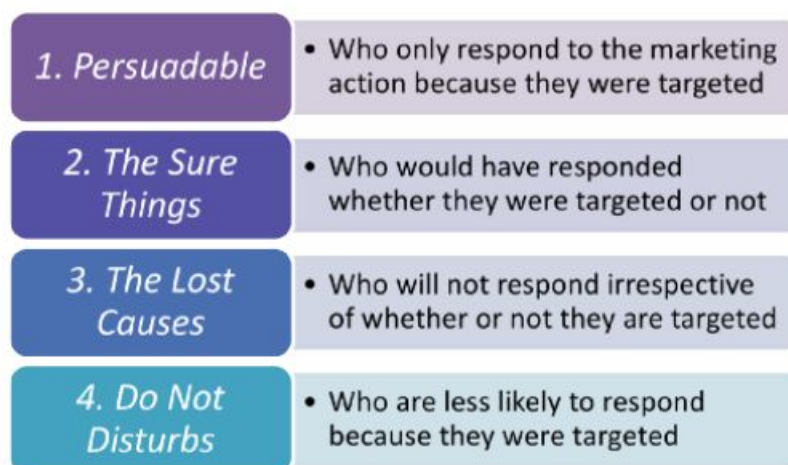 1. Persuadable
• Who only respond to the marketing
action because they were targeted
2. The Sure
Things
• Who would have responded
whether they were targeted or not
3. The Lost
Causes
• Who will not respond irrespective
of whether or not they are targeted
4. Do Not
Disturbs
• Who are less likely to respond
because they were targeted